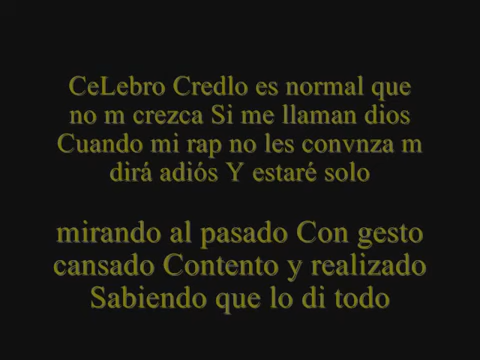 CeLebro Credlo es normal que
no m crezca Si me llaman dios
Cuando mi rap no les convnza m
dirá adiós Y estaré solo
mirando al pasado Con gesto
cansado Contento y realizado
Sabiendo que lo di todo